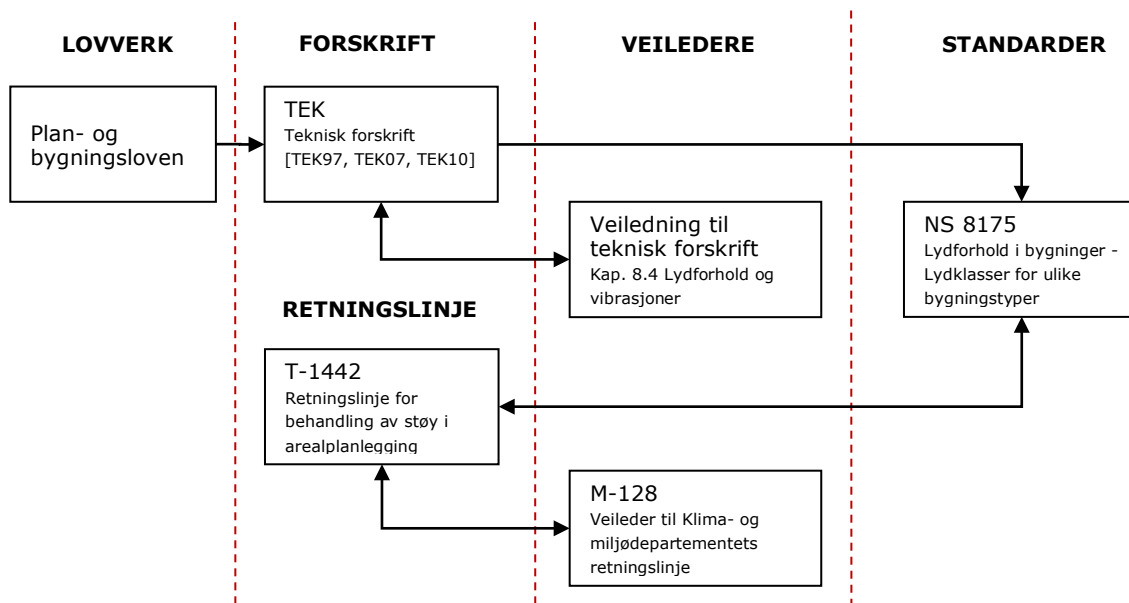 LOVVERK
FORSKRIFT
VEILEDERE
STANDARDER
Plan- og
bygningsloven
TEK
Teknisk forskrift
[TEK97, TEK07, TEK10]
Veiledning til
teknisk forskrift
Kap. 8.4 Lydforhold og
vibrasjoner
NS 8175
Lydforhold i bygninger -
Lydklasser for ulike
bygningstyper
RETNINGSLINJE
T-1442
Retningslinje for
behandling av støy i
arealplanlegging
M-128
Veileder til Klima- og
miljødepartementets
retningslinje